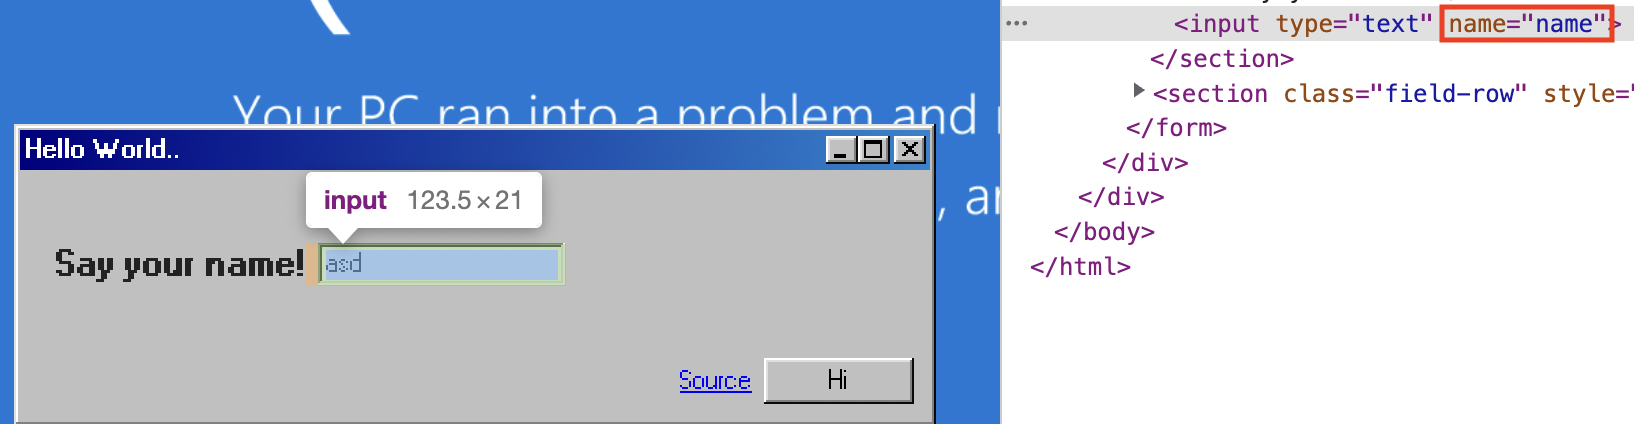 Your PC ran into a problem and
Hello World..
input 123.5 × 21
Say your name!
asd
Source
Hi
<input type="text" name="name">
</section>
<section class="field-row" style="
</form>
</div>
</div>
</body>
</html>